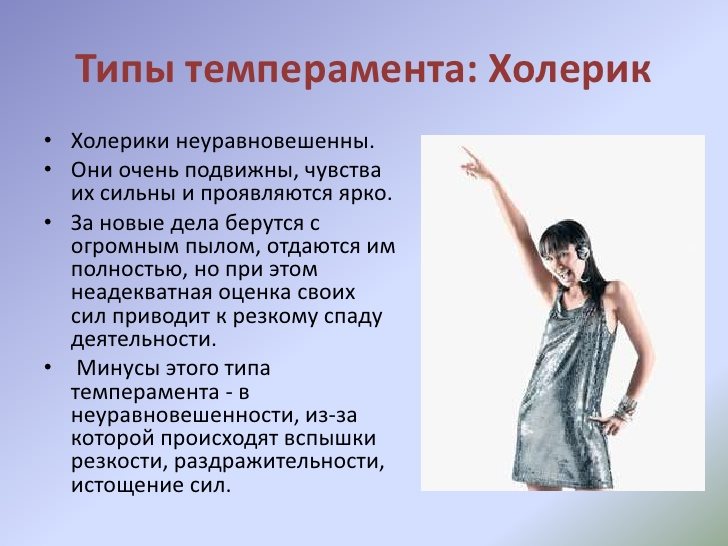 Типы темперамента: Холерик
• Холерики неуравновешенны.
• Они очень подвижны, чувства
их сильны и проявляются ярко.
• За новые дела берутся с
огромным пылом, отдаются им
полностью, но при этом
неадекватная оценка своих
сил приводит к резкому спаду
деятельности.
• Минусы этого типа
темперамента - в
неуравновешенности, из-за
которой происходят вспышки
резкости, раздражительности,
истощение сил.